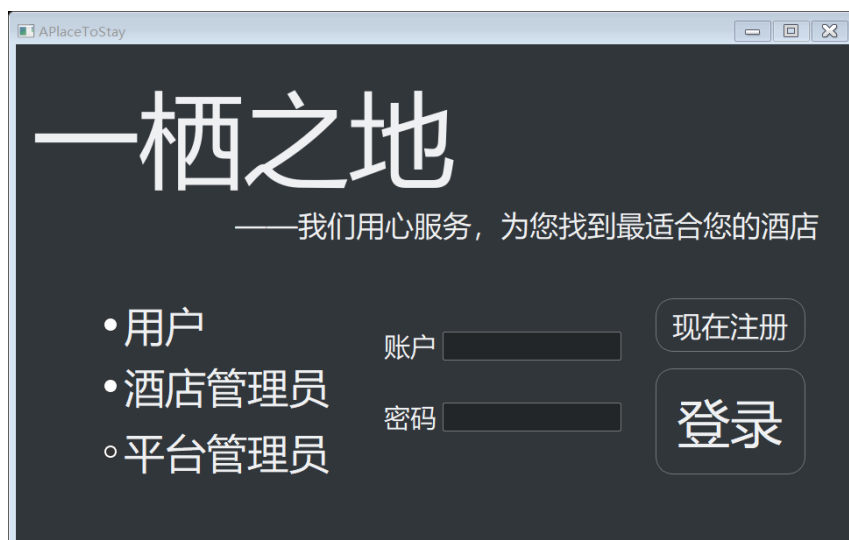 APlaceToStay
一栖之地
——我们用心服务，为您找到最适合您的酒店
用户
酒店管理员
平台管理员
账户
密码
现在注册
登录